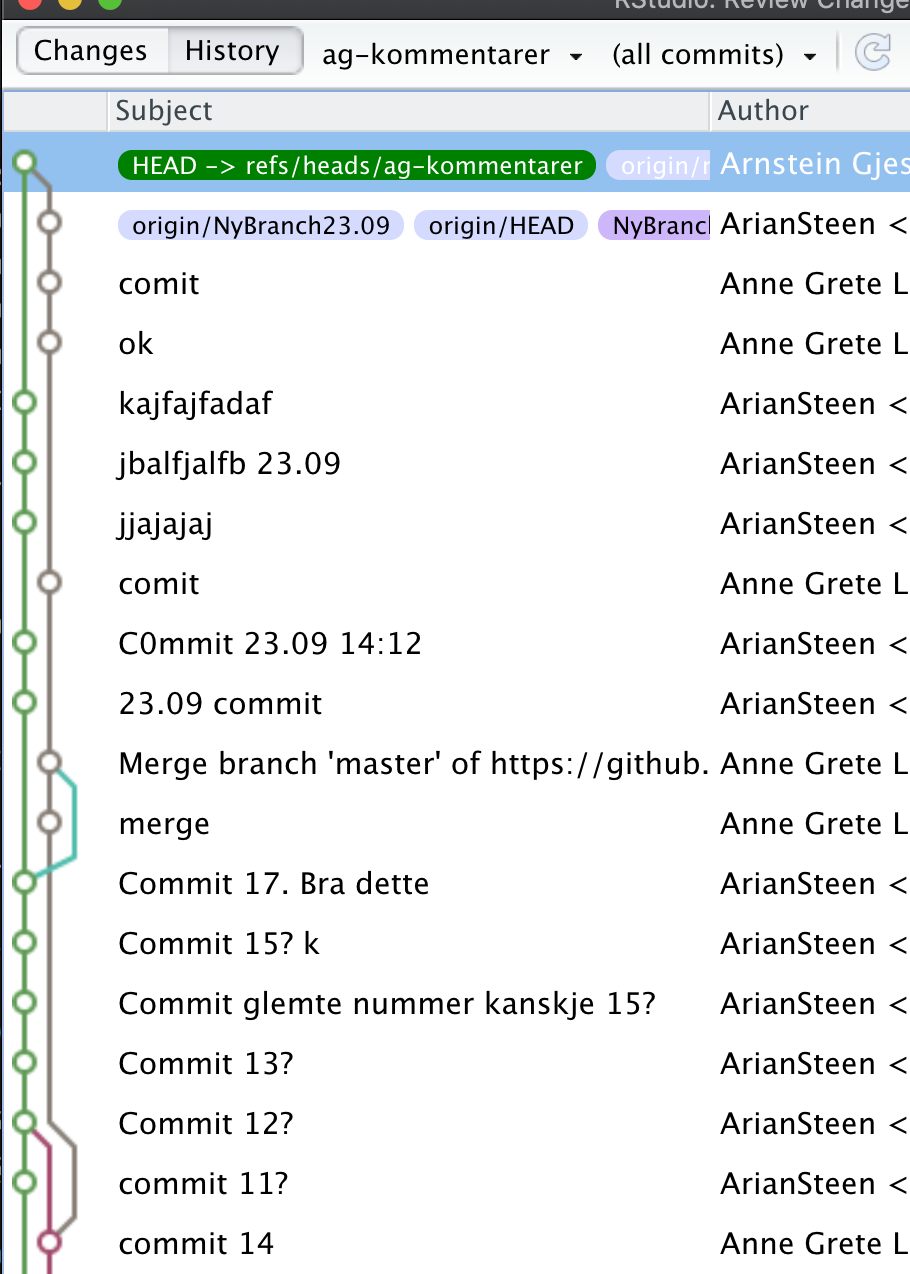 RStudio: Review Change
Changes History ag-kommentarer (all commits)
Subject Author
HEAD -> refs/heads/ag-kommentarer origin/ Arnstein Gjes
origin/NyBranch23.09 origin/HEAD NyBranch ArianSteen <
comit Anne Grete L
ok Anne Grete L
kajfajfadaf ArianSteen <
jbalfjalfb 23.09 ArianSteen <
jjajajaj ArianSteen <
comit Anne Grete L
C0mmit 23.09 14:12 ArianSteen <
23.09 commit ArianSteen <
Merge branch 'master' of https://github. Anne Grete L
merge Anne Grete L
Commit 17. Bra dette ArianSteen <
Commit 15? k ArianSteen <
Commit glemte nummer kanskje 15? ArianSteen <
Commit 13? ArianSteen <
Commit 12? ArianSteen <
commit 11? ArianSteen <
commit 14 Anne Grete L